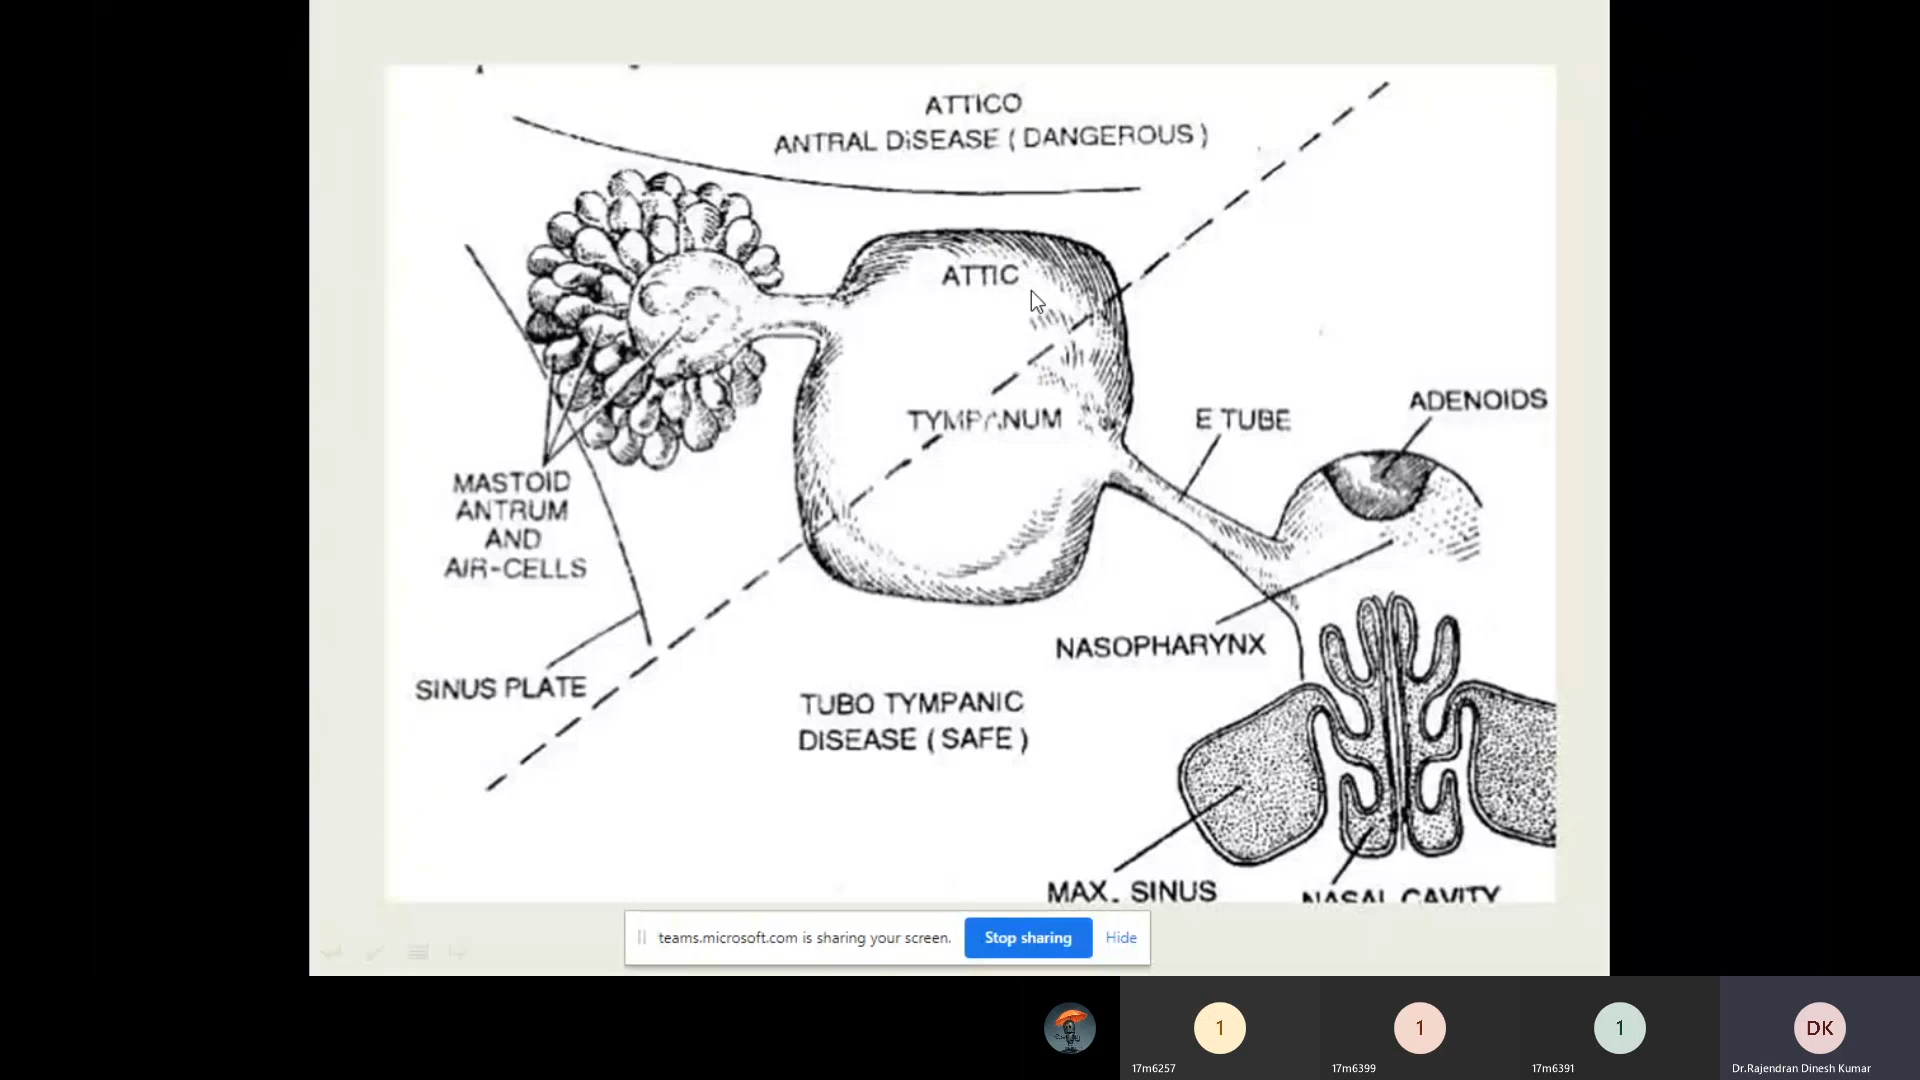 ATTICO
ANTRAL DISEASE ( DANGEROUS )
ATTIC
TYMPANUM
E TUBE
ADENOIDS
MASTOID
ANTRUM
AND
AIR-CELLS
NASOPHARYNX
SINUS PLATE
TUBO TYMPANIC
DISEASE ( SAFE )
MAX. SINUS
NASAL CAVITY
teams.microsoft.com is sharing your screen.
Stop sharing
Hide
1
1
1
DK
17m6257
17m6399
17m6391
Dr.Rajendran Dinesh Kumar